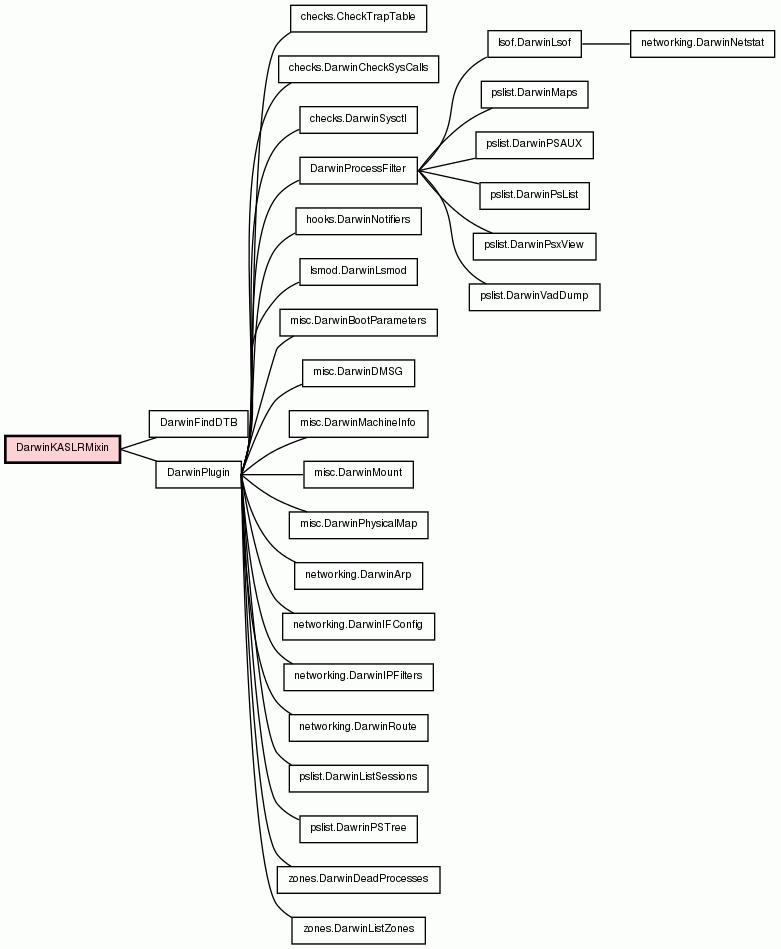 checks.CheckTrapTable
lsof.DarwinLsof
networking.DarwinNetstat
checks.DarwinCheckSysCalls
pslist.DarwinMaps
checks.DarwinSysctl
pslist.DarwinPSAUX
DarwinProcessFilter
pslist.DarwinPsList
hooks.DarwinNotifiers
pslist.DarwinPsxView
lsmod.DarwinLsmod
pslist.DarwinVadDump
misc.DarwinBootParameters
misc.DarwinDMSG
DarwinFindDTB
misc.DarwinMachineInfo
DarwinKASLRMixin
DarwinPlugin
misc.DarwinMount
misc.DarwinPhysicalMap
networking.DarwinArp
networking.DarwinIFConfig
networking.DarwinIPFilters
networking.DarwinRoute
pslist.DarwinListSessions
pslist.DawrinPSTree
zones.DarwinDeadProcesses
zones.DarwinListZones